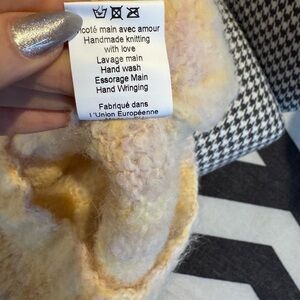 Tricoté main avec amour
Handmade knitting
with love
Lavage main
Hand wash
Essorage Main
Hand Wringing
Fabriqué dans
l'Union Européenne